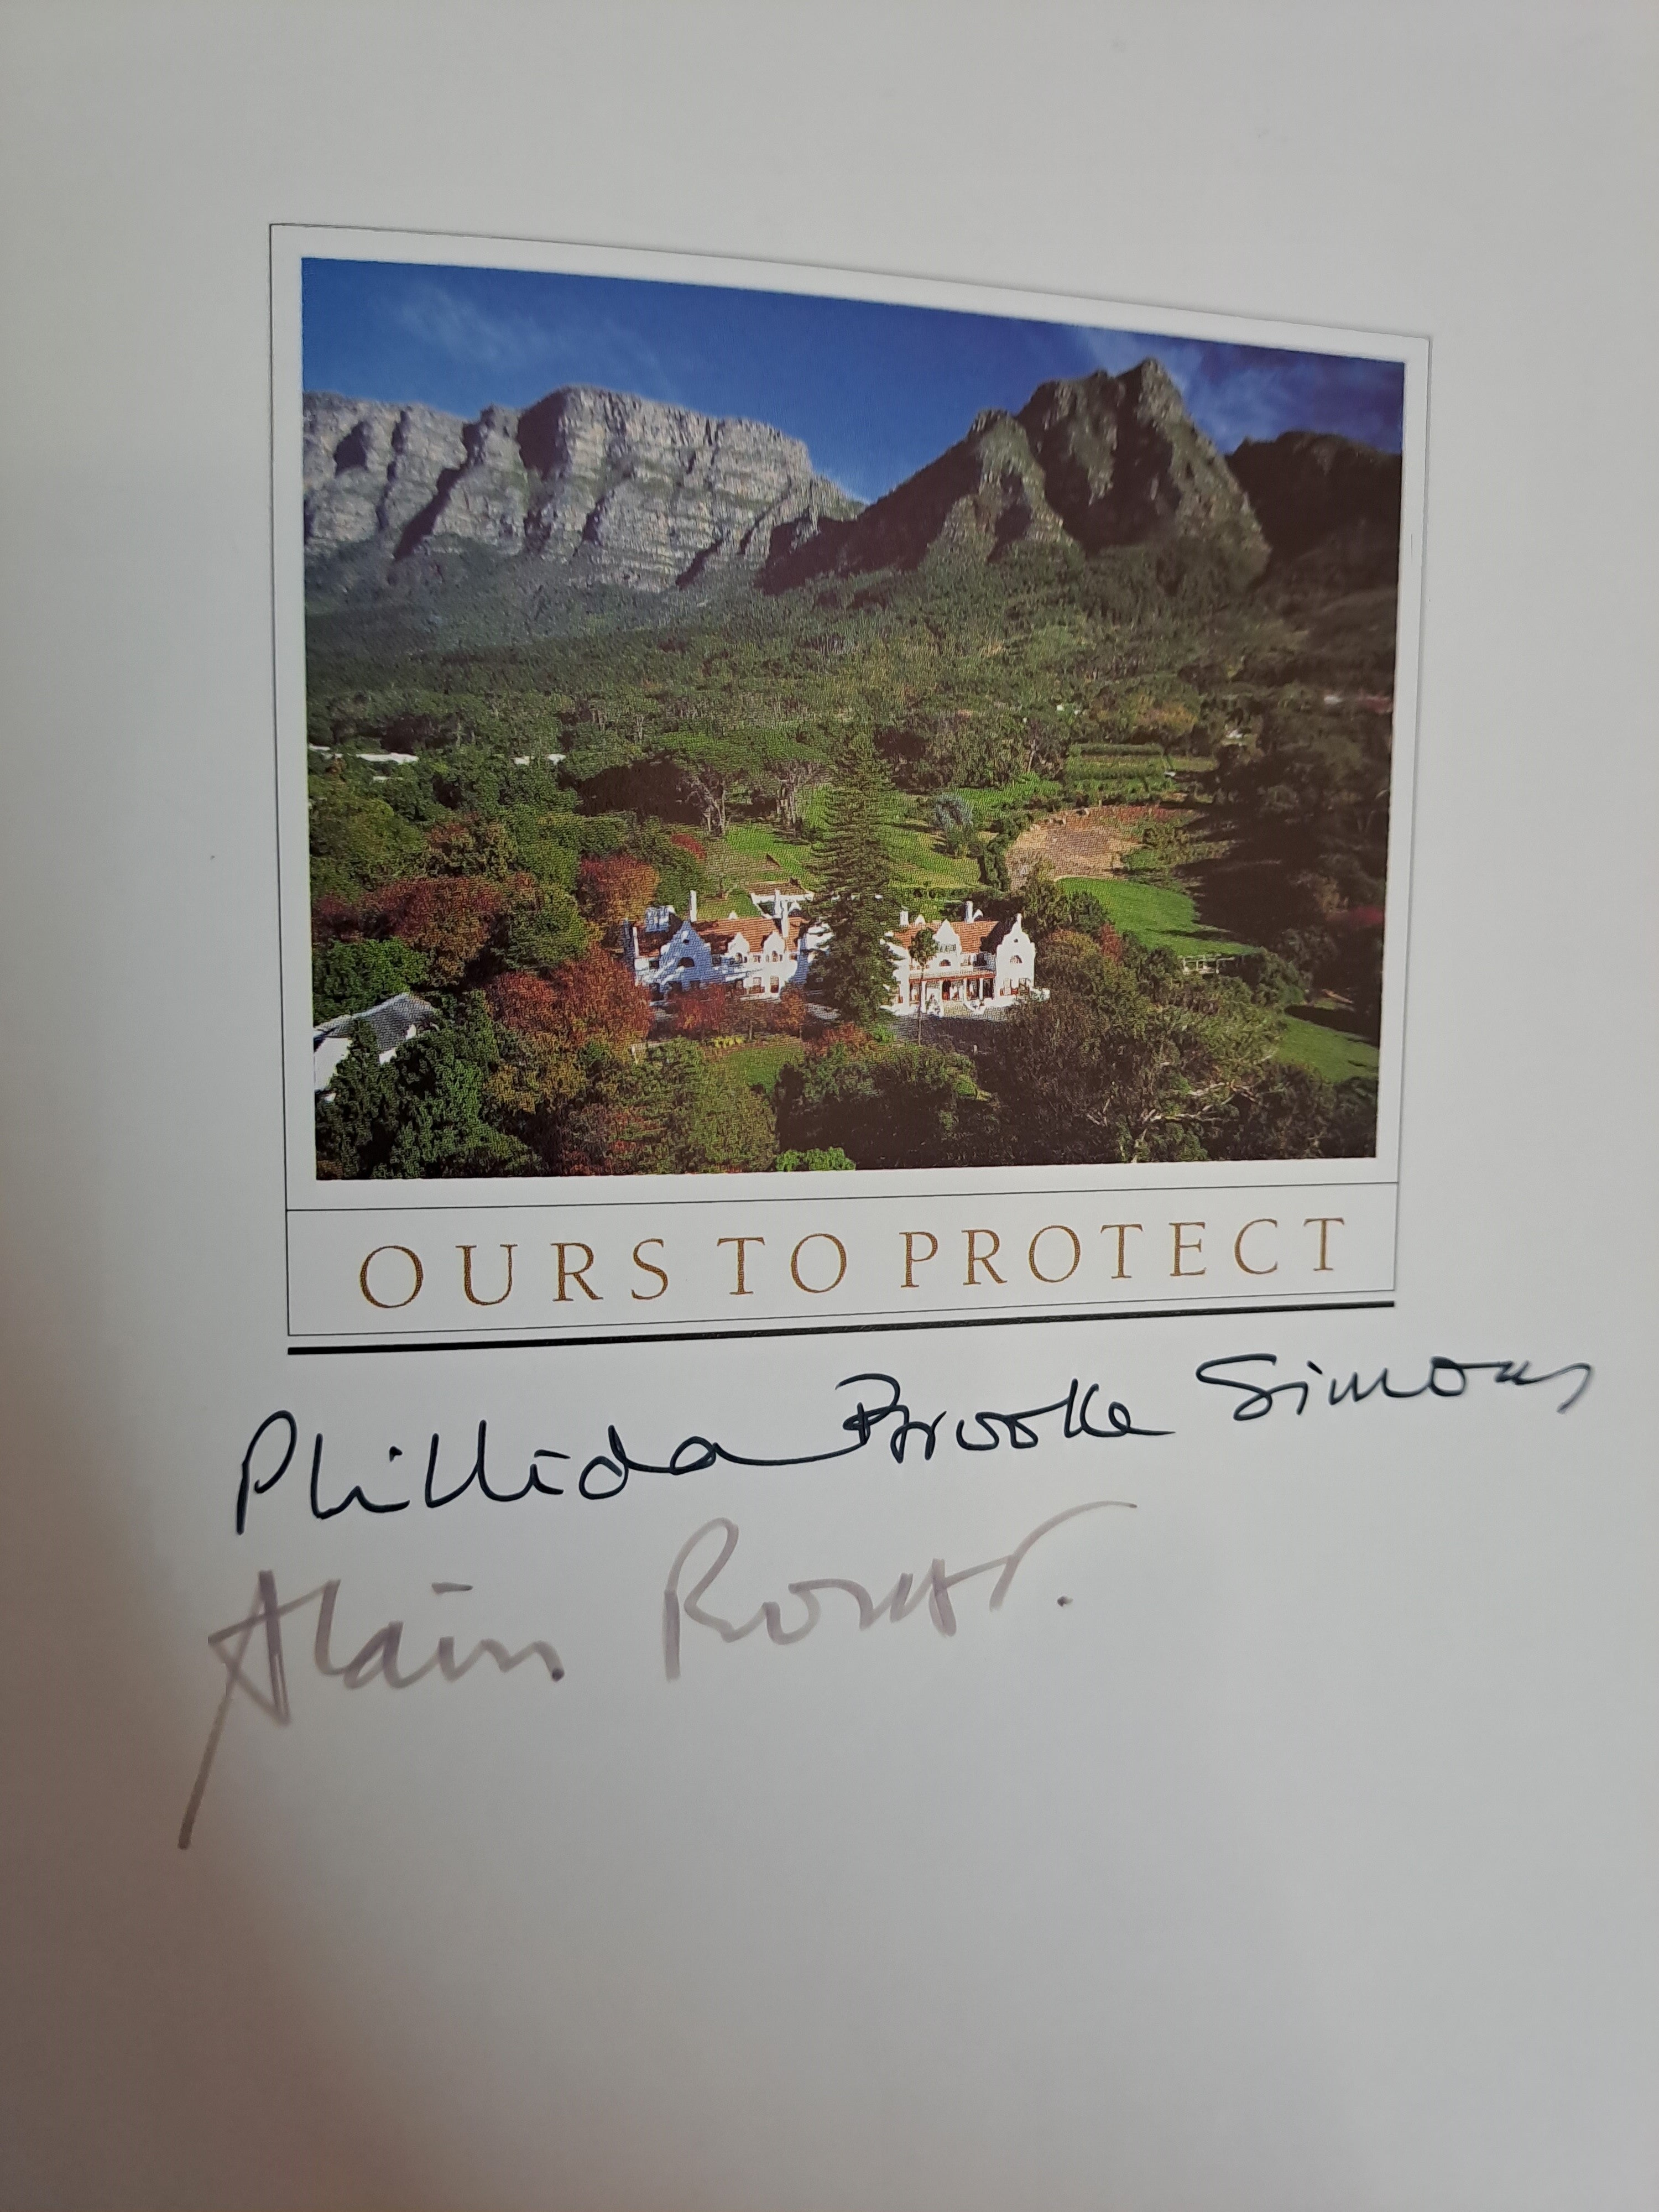 OURS TO PROTECT
Phillida Brooke Simons
Alain Proust.